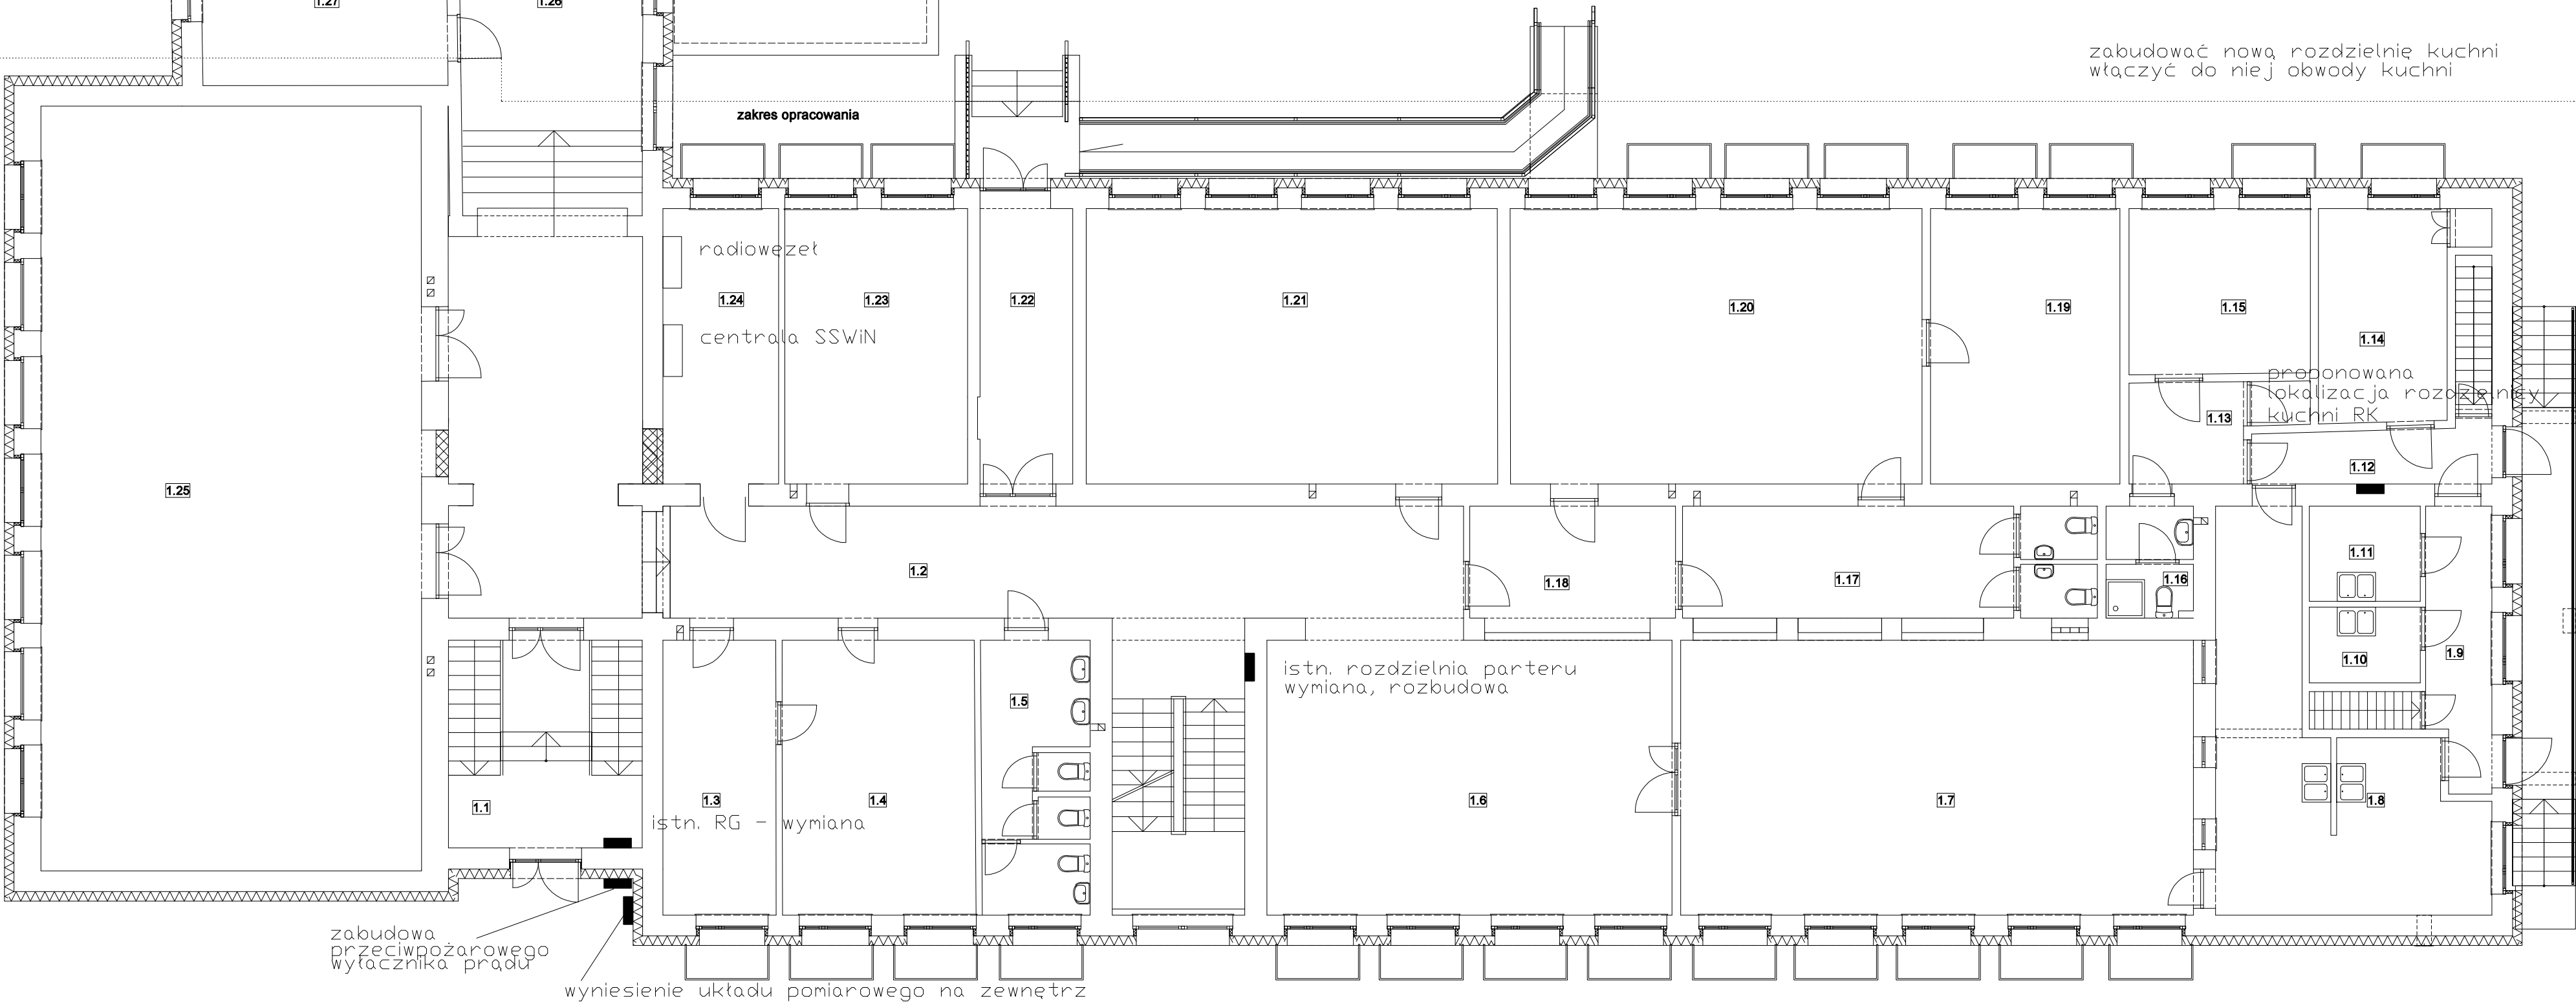 1.27
1.26
zabudować nową rozdzielnię kuchni
włączyć do niej obwody kuchni
zakres opracowania
radiowęzeł
1.24
1.23
1.22
1.21
1.20
1.19
1.15
centrala SSWiN
1.14
proponowana
lokalizacja rozdzielnicy
kuchni RK
1.13
1.12
1.25
1.2
1.18
1.17
1.16
1.11
1.10
1.9
istn. rozdzielnia parteru
wymiana, rozbudowa
1.5
1.1
1.3
1.4
1.6
1.7
1.8
istn. RG - wymiana
zabudowa
przeciwpożarowego
wyłacznika prądu
wyniesienie układu pomiarowego na zewnętrz